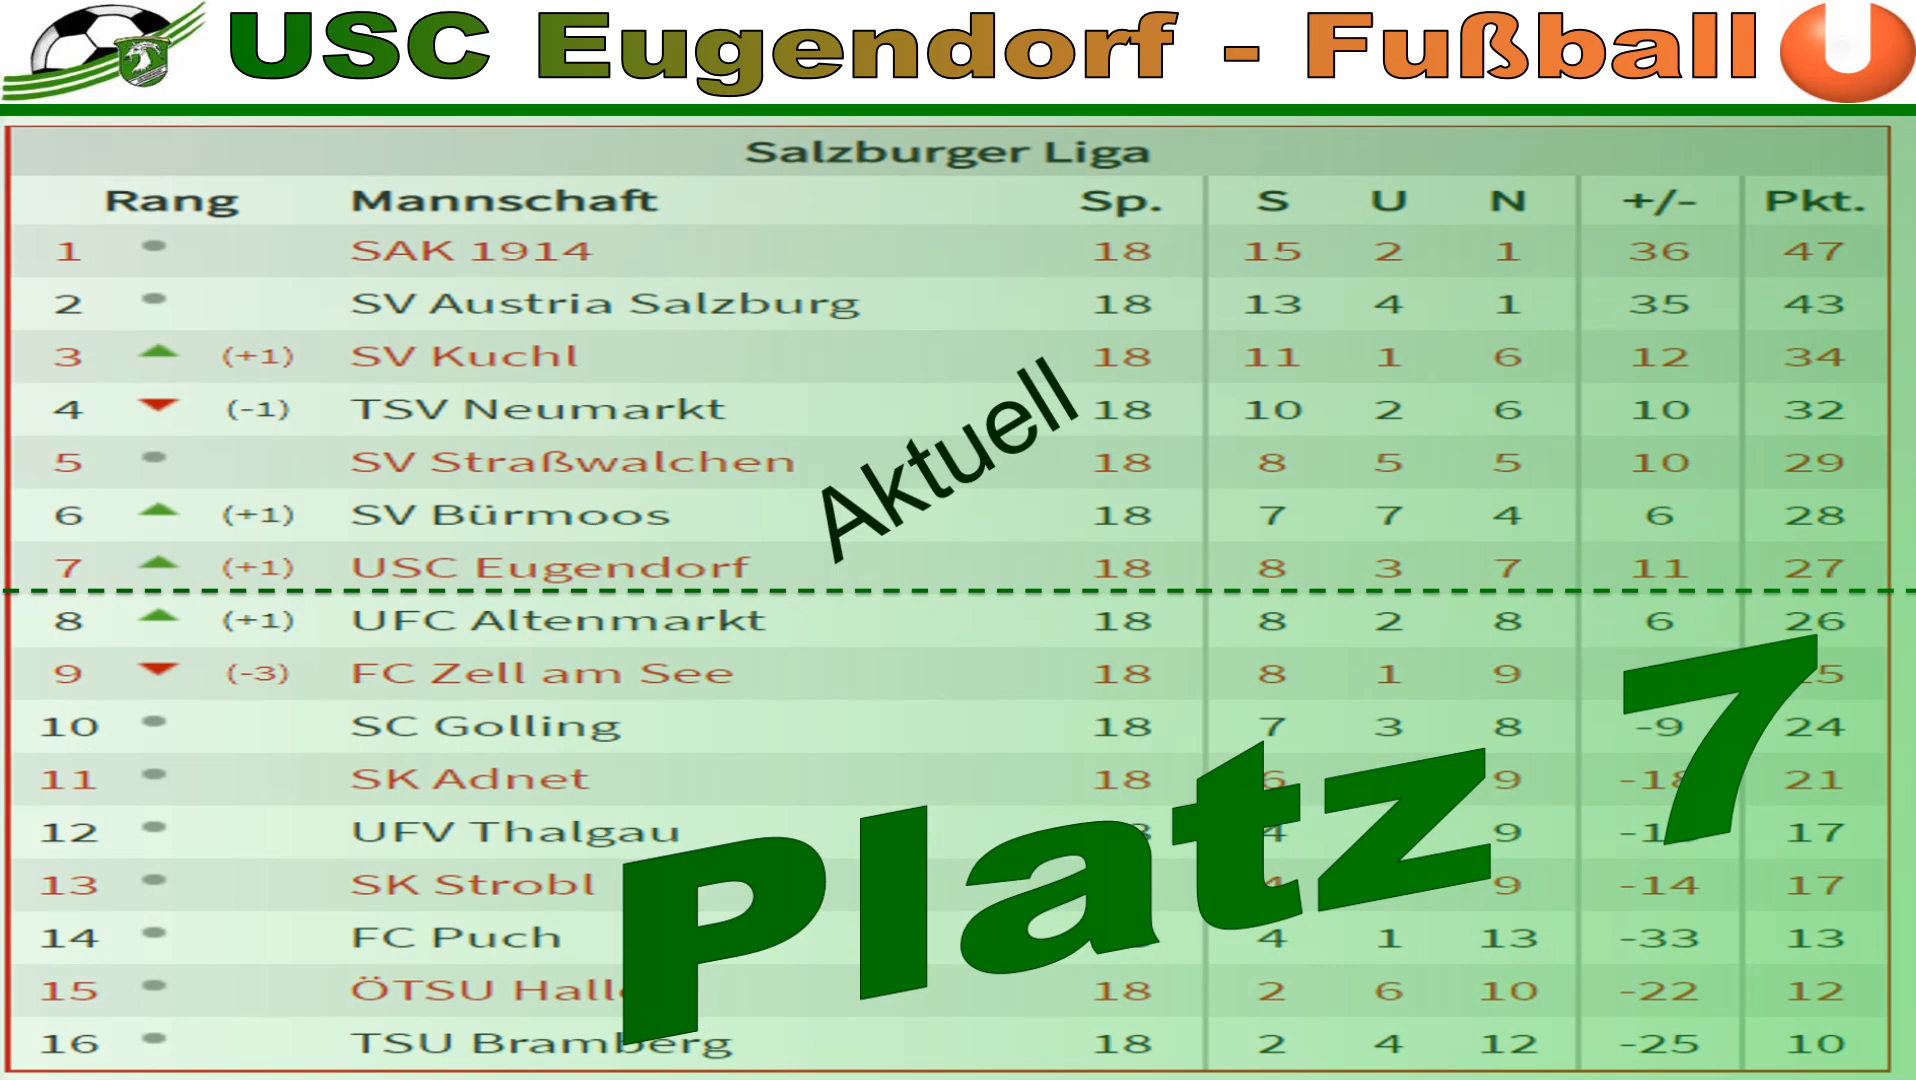 USC Eugendorf - Fußball
Salzburger Liga
Rang Mannschaft Sp. S U N +/- Pkt.
1 SAK 1914 18 15 2 1 36 47
2 SV Austria Salzburg 18 13 4 1 35 43
3 (+1) SV Kuchl 18 11 1 6 12 34
4 (-1) TSV Neumarkt 18 10 2 6 10 32
5 SV Straßwalchen 18 8 5 5 10 29
6 (+1) SV Bürmoos 18 7 7 4 6 28
7 (+1) USC Eugendorf 18 8 3 7 11 27
Aktuell
8 (+1) UFC Altenmarkt 18 8 2 8 6 26
9 (-3) FC Zell am See 18 8 1 9
10 SC Golling 18 7 3 8 -9 24
11 SK Adnet 18 6 9 21
12 UFV Thalgau 4 9 17
13 SK Strobl 4 9 -14 17
14 FC Puch 4 1 13 -33 13
15 ÖTSU 18 2 6 10 -22 12
16 TSU Bramberg 18 2 4 12 -25 10
Platz 7